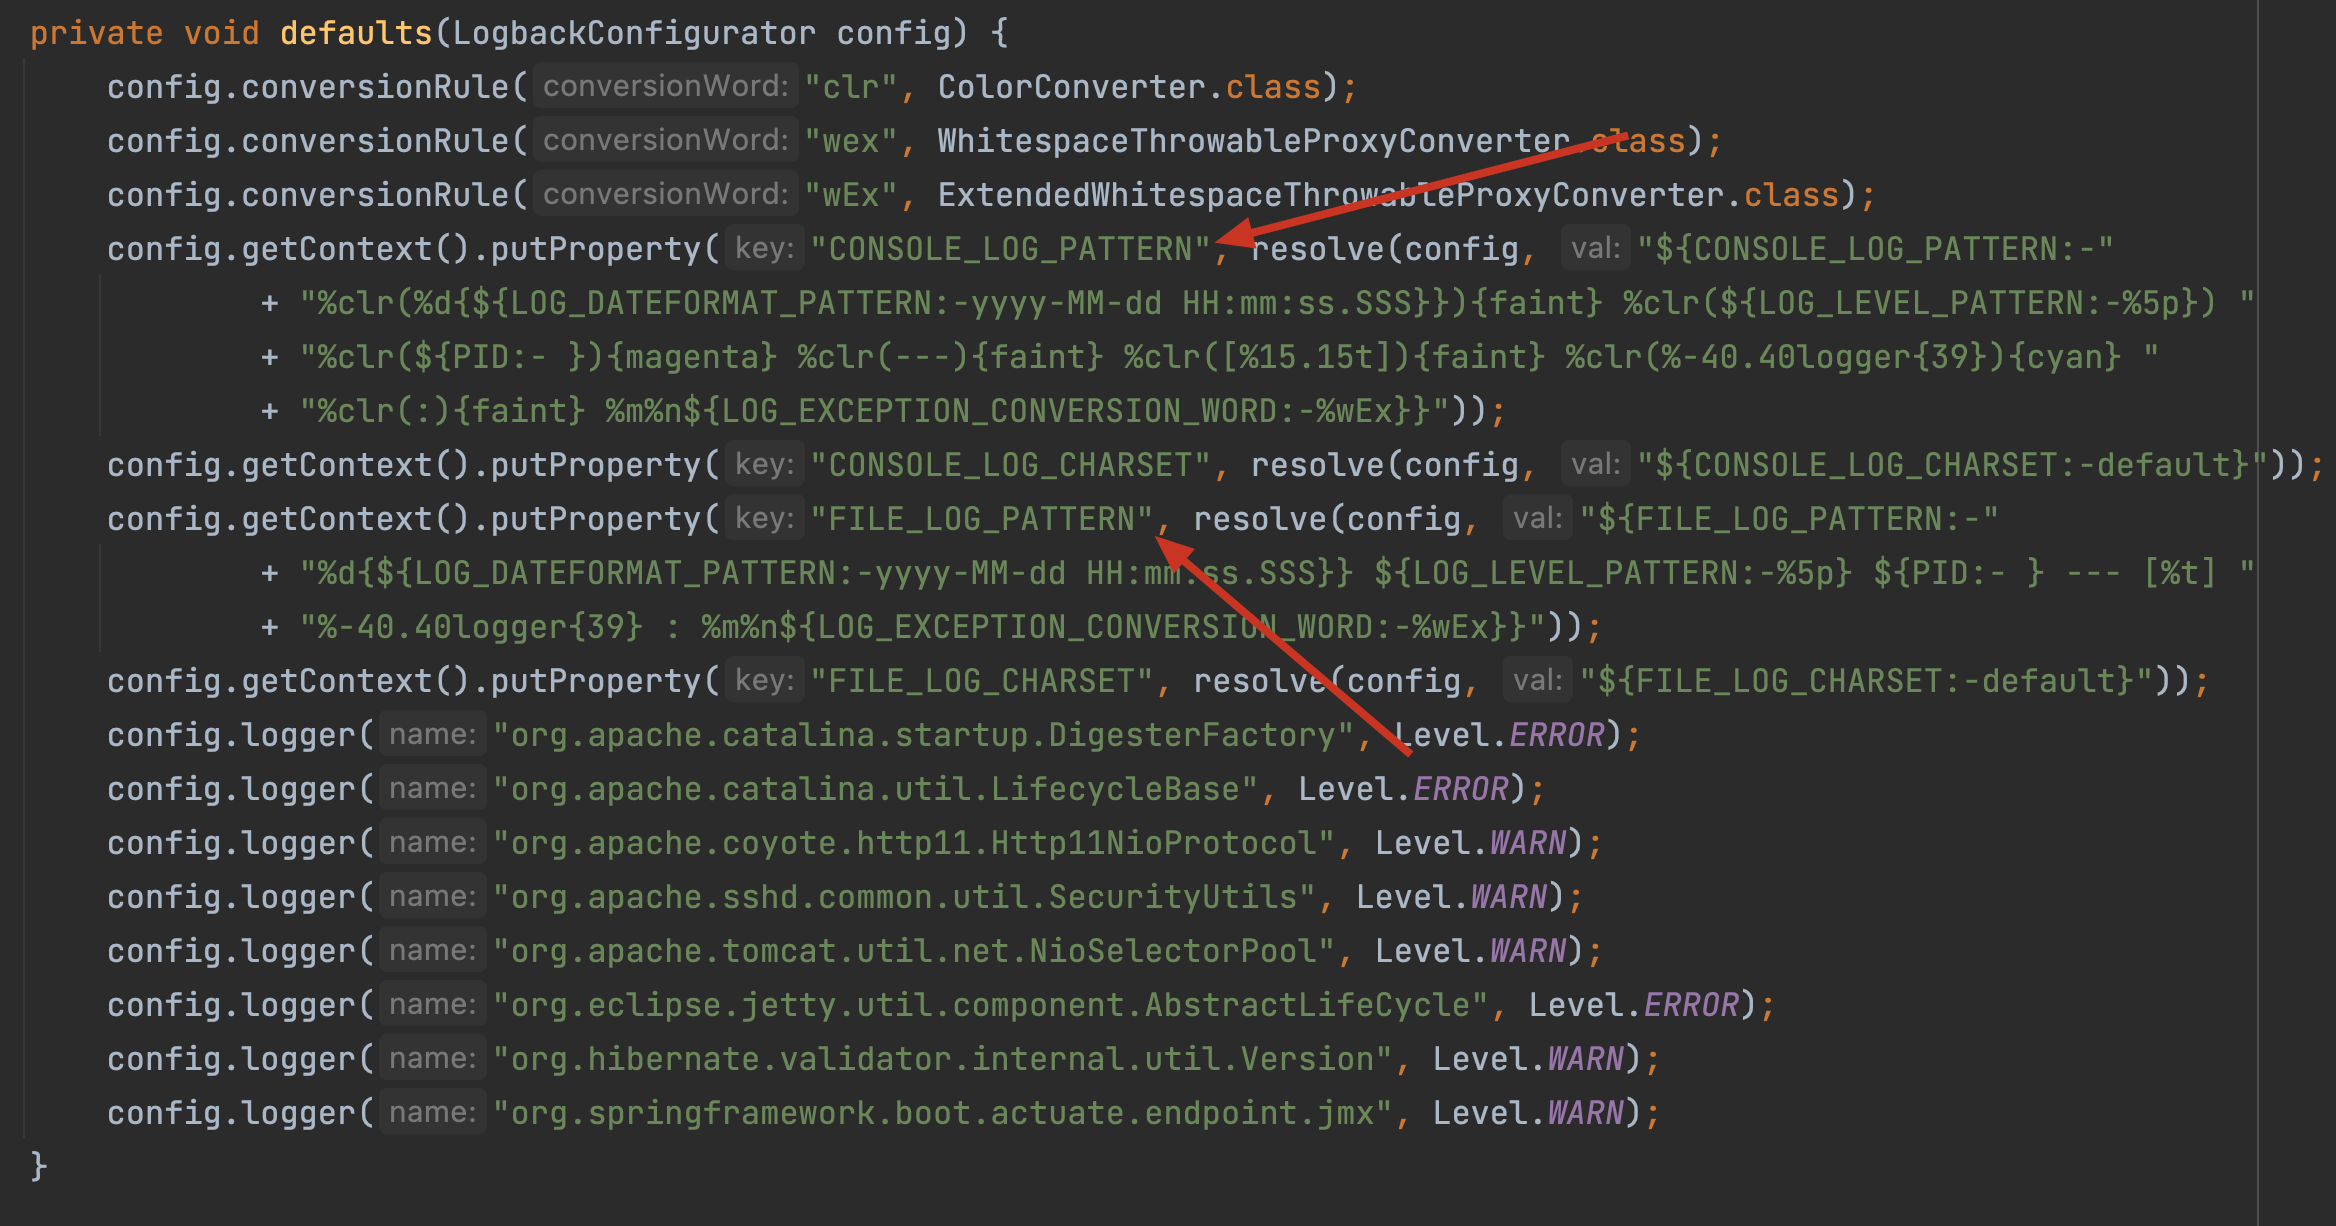 private void defaults(LogbackConfigurator config) {
    config.conversionRule( conversionWord: "clr", ColorConverter.class);
    config.conversionRule( conversionWord: "wex", WhitespaceThrowableProxyConverter.class);
    config.conversionRule( conversionWord: "wEx", ExtendedWhitespaceThrowableProxyConverter.class);
    config.getContext().putProperty( key: "CONSOLE_LOG_PATTERN", resolve(config, val: "${CONSOLE_LOG_PATTERN:-"
            + "%clr(%d{${LOG_DATEFORMAT_PATTERN:-yyyy-MM-dd HH:mm:ss.SSS}}){faint} %clr(${LOG_LEVEL_PATTERN:-%5p}) "
            + "%clr(${PID:- }){magenta} %clr(---){faint} %clr([%15.15t]){faint} %clr(%-40.40logger{39}){cyan} "
            + "%clr(:){faint} %m%n${LOG_EXCEPTION_CONVERSION_WORD:-%wEx}}"));
    config.getContext().putProperty( key: "CONSOLE_LOG_CHARSET", resolve(config, val: "${CONSOLE_LOG_CHARSET:-default}"));
    config.getContext().putProperty( key: "FILE_LOG_PATTERN", resolve(config, val: "${FILE_LOG_PATTERN:-"
            + "%d{${LOG_DATEFORMAT_PATTERN:-yyyy-MM-dd HH:mm:ss.SSS}} ${LOG_LEVEL_PATTERN:-%5p} ${PID:- } --- [%t] "
            + "%-40.40logger{39} : %m%n${LOG_EXCEPTION_CONVERSION_WORD:-%wEx}}"));
    config.getContext().putProperty( key: "FILE_LOG_CHARSET", resolve(config, val: "${FILE_LOG_CHARSET:-default}"));
    config.logger( name: "org.apache.catalina.startup.DigesterFactory", Level.ERROR);
    config.logger( name: "org.apache.catalina.util.LifecycleBase", Level.ERROR);
    config.logger( name: "org.apache.coyote.http11.Http11NioProtocol", Level.WARN);
    config.logger( name: "org.apache.sshd.common.util.SecurityUtils", Level.WARN);
    config.logger( name: "org.apache.tomcat.util.net.NioSelectorPool", Level.WARN);
    config.logger( name: "org.eclipse.jetty.util.component.AbstractLifeCycle", Level.ERROR);
    config.logger( name: "org.hibernate.validator.internal.util.Version", Level.WARN);
    config.logger( name: "org.springframework.boot.actuate.endpoint.jmx", Level.WARN);
}